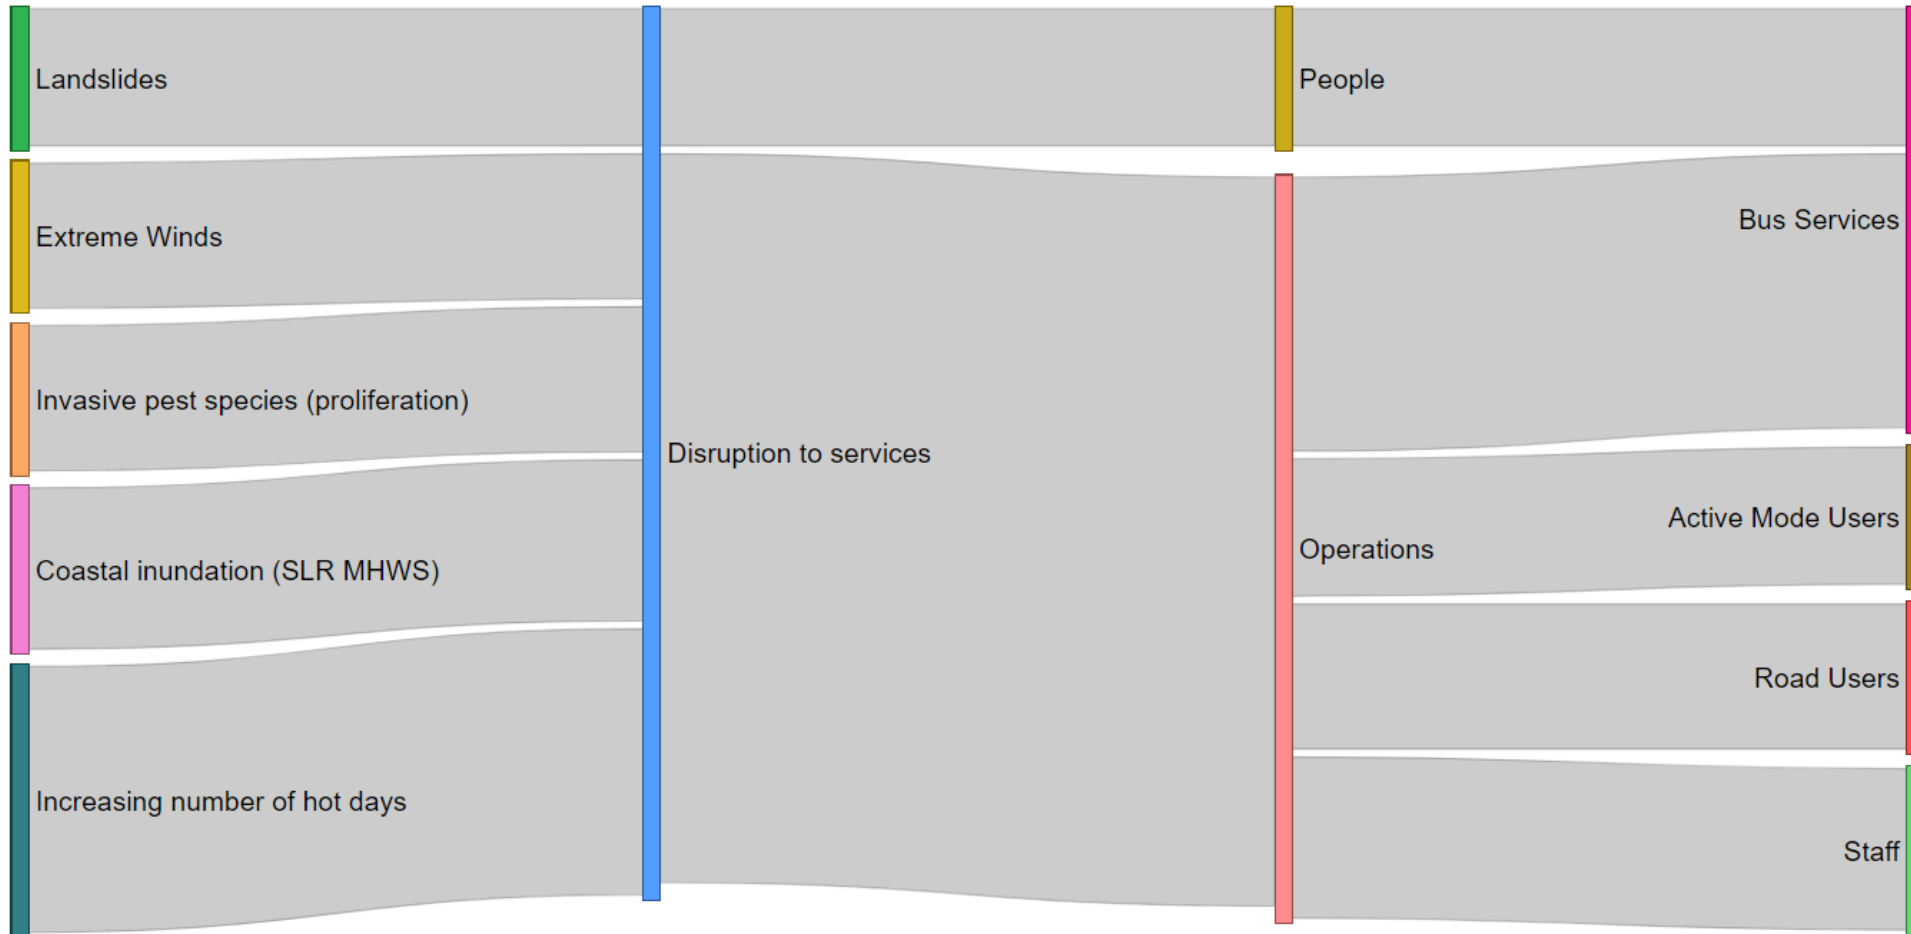 Landslides
Extreme Winds
Invasive pest species (proliferation)
Coastal inundation (SLR MHWS)
Increasing number of hot days
Disruption to services
People
Operations
Bus Services
Active Mode Users
Road Users
Staff